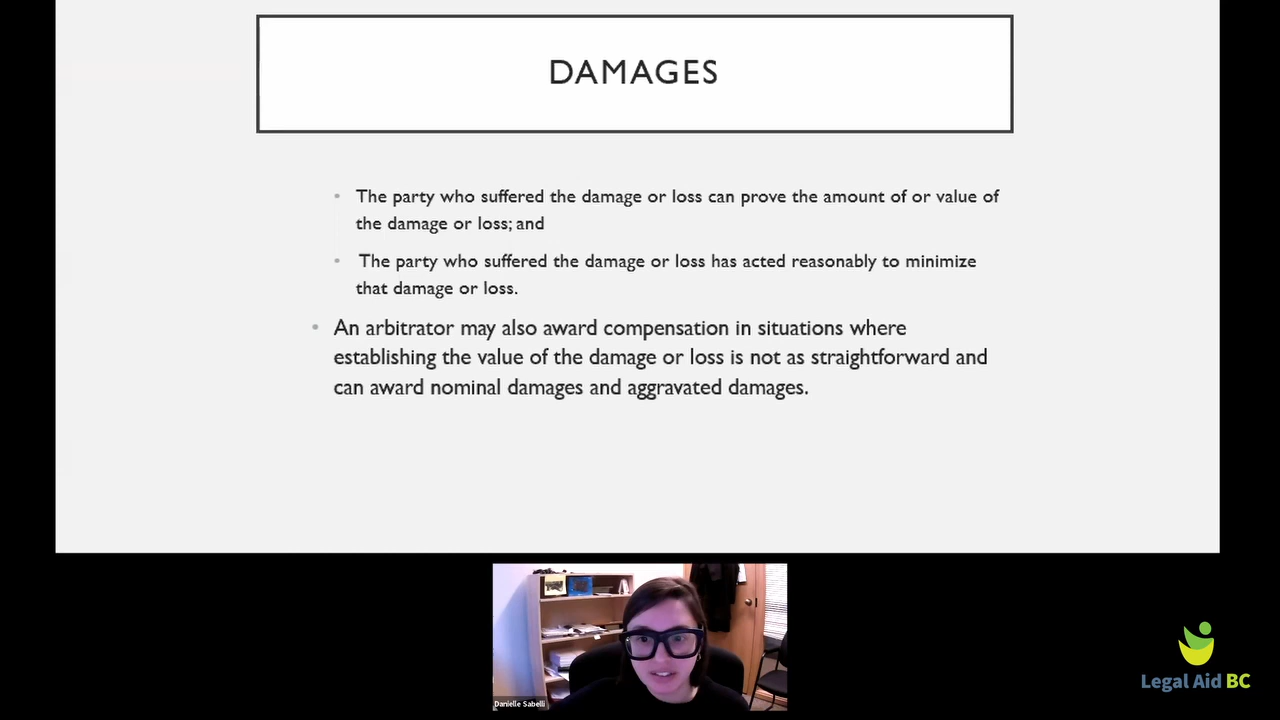 DAMAGES
• The party who suffered the damage or loss can prove the amount of or value of
the damage or loss; and
• The party who suffered the damage or loss has acted reasonably to minimize
that damage or loss.
• An arbitrator may also award compensation in situations where
establishing the value of the damage or loss is not as straightforward and
can award nominal damages and aggravated damages.
Danielle Sabelli
Legal Aid BC